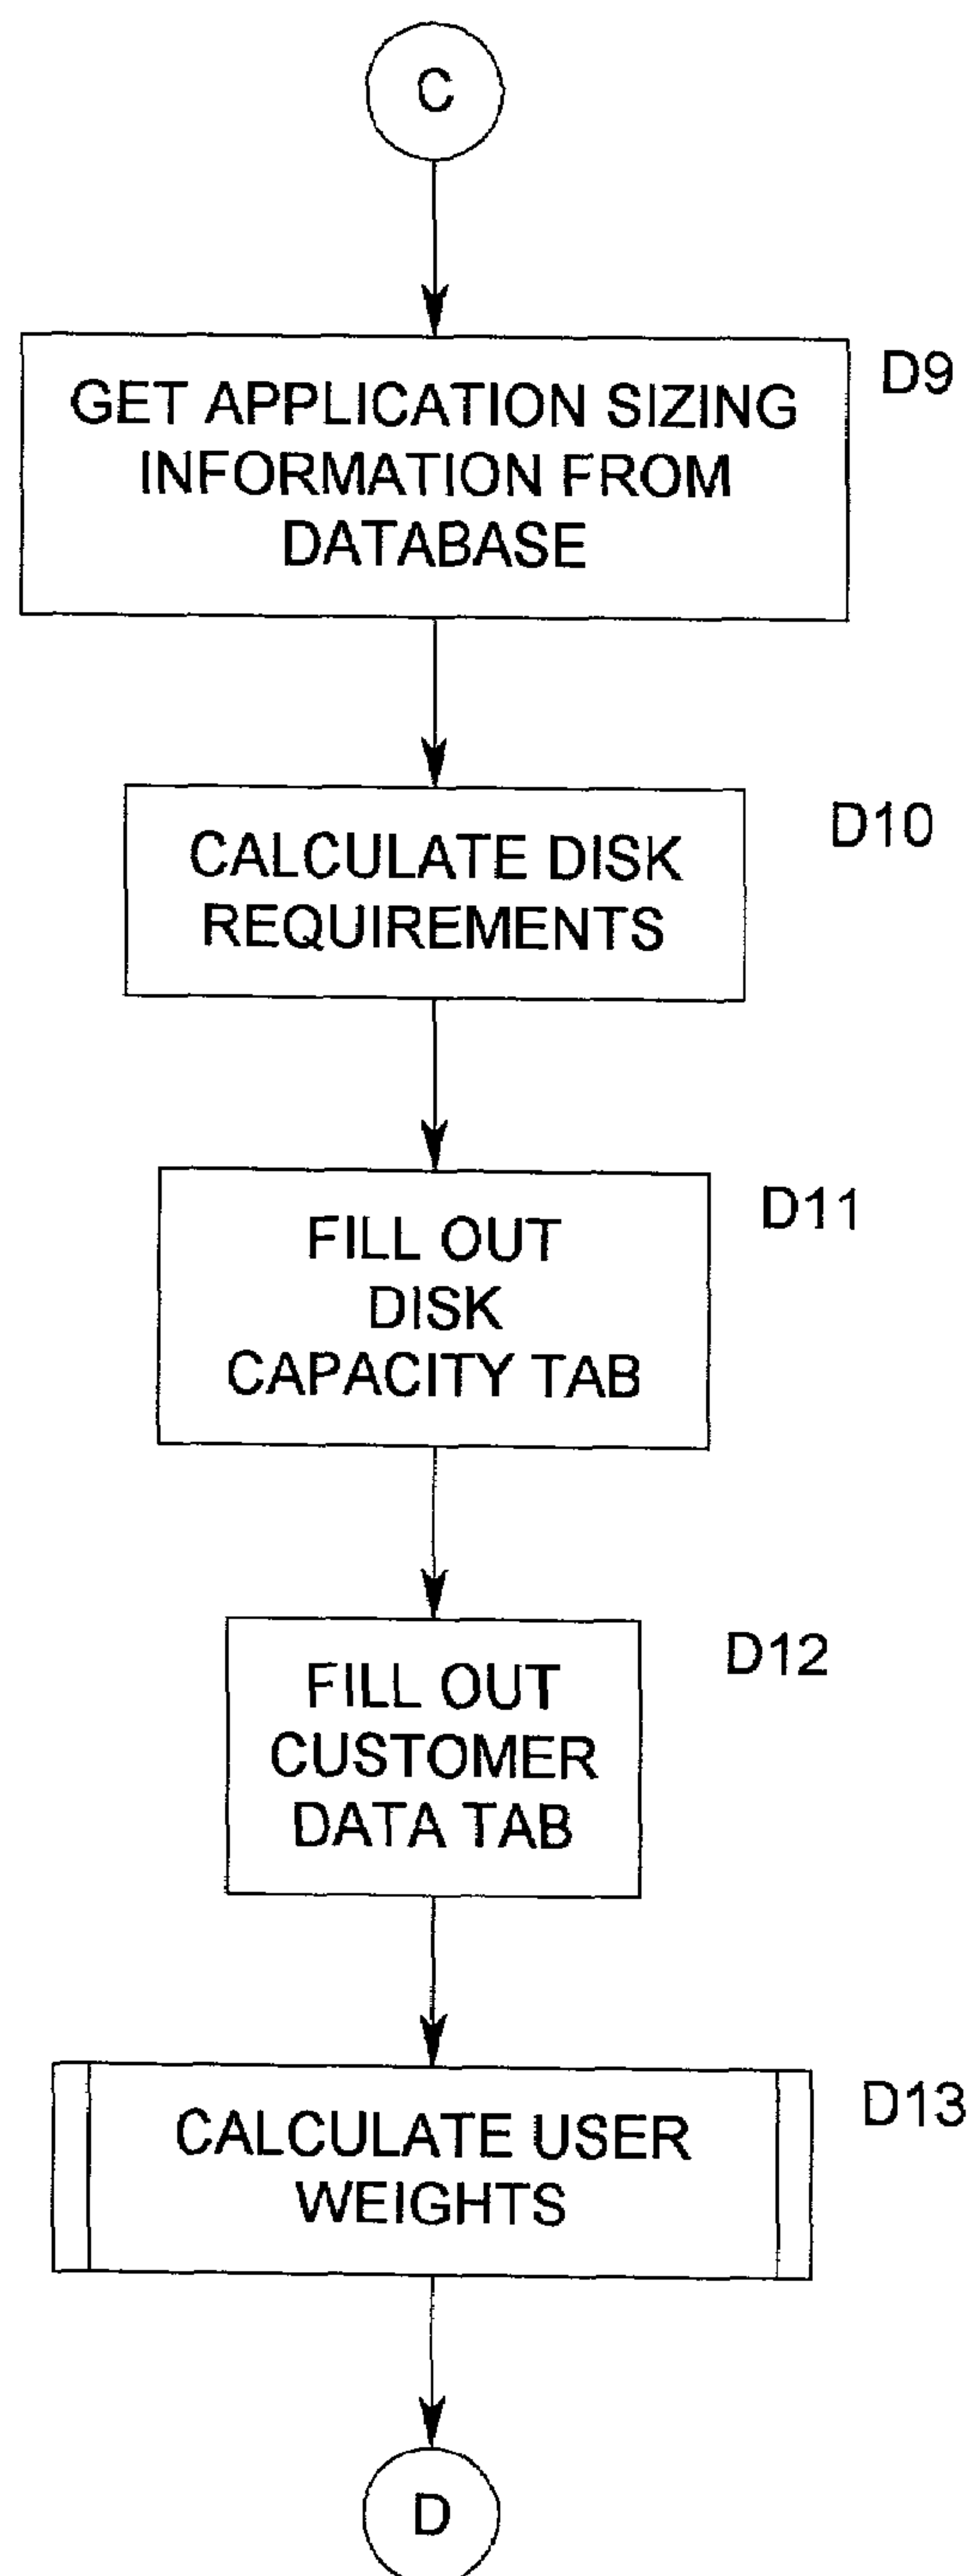 C
D9
GET APPLICATION SIZING
INFORMATION FROM
DATABASE
D10
CALCULATE DISK
REQUIREMENTS
D11
FILL OUT
DISK
CAPACITY TAB
D12
FILL OUT
CUSTOMER
DATA TAB
D13
CALCULATE USER
WEIGHTS
D